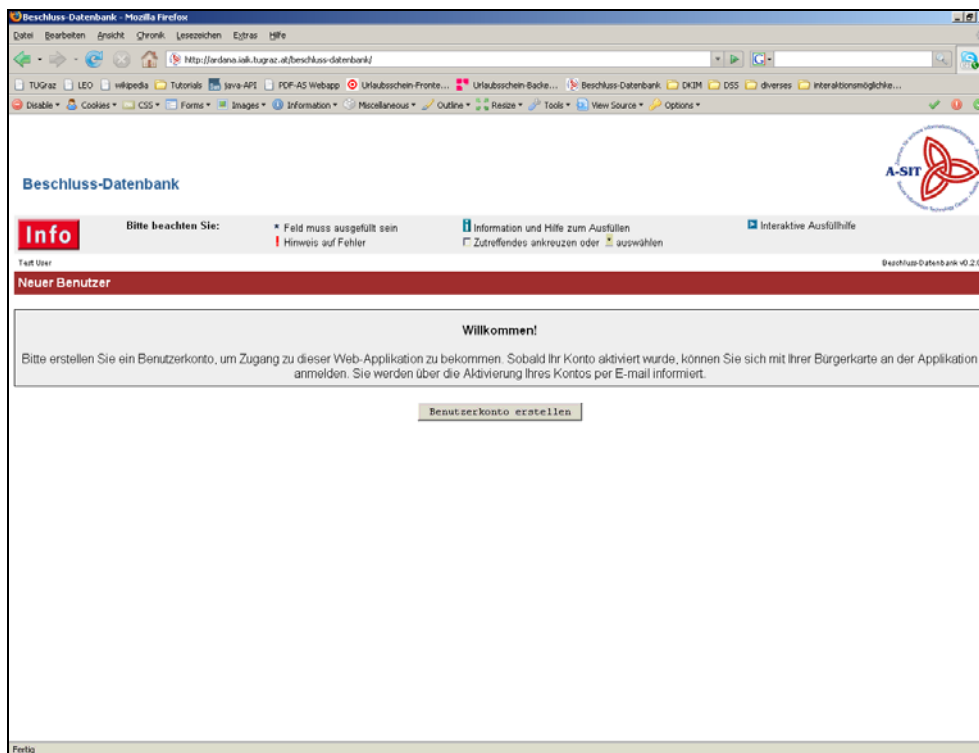 Beschluss-Datenbank - Mozilla Firefox
Datei Bearbeiten Ansicht Chronik Lesezeichen Extras Hilfe
http://ardana.iaik.tugraz.at/beschluss-datenbank/
TUGraz LEO wikipedia Tutorials Java-API PDF-AS Webapp Urlaubsschein-Fronte... Urlaubsschein-Backe... Beschluss-Datenbank DKIM DSS diverses Interaktionsmöglichke...
Disable Cookies CSS Forms Images Information Miscellaneous Outline Resize Tools View Source Options
A-SIT
Beschluss-Datenbank
Info
Bitte beachten Sie:
* Feld muss ausgefüllt sein
! Hinweis auf Fehler
Information und Hilfe zum Ausfüllen
Zutreffendes ankreuzen oder auswählen
Interaktive Ausfüllhilfe
Test User
Beschluss-Datenbank v0.2.
Neuer Benutzer
Willkommen!
Bitte erstellen Sie ein Benutzerkonto, um Zugang zu dieser Web-Applikation zu bekommen. Sobald Ihr Konto aktiviert wurde, können Sie sich mit Ihrer Bürgerkarte an der Applikation
anmelden. Sie werden über die Aktivierung Ihres Kontos per E-mail informiert.
Benutzerkonto erstellen
Fertig